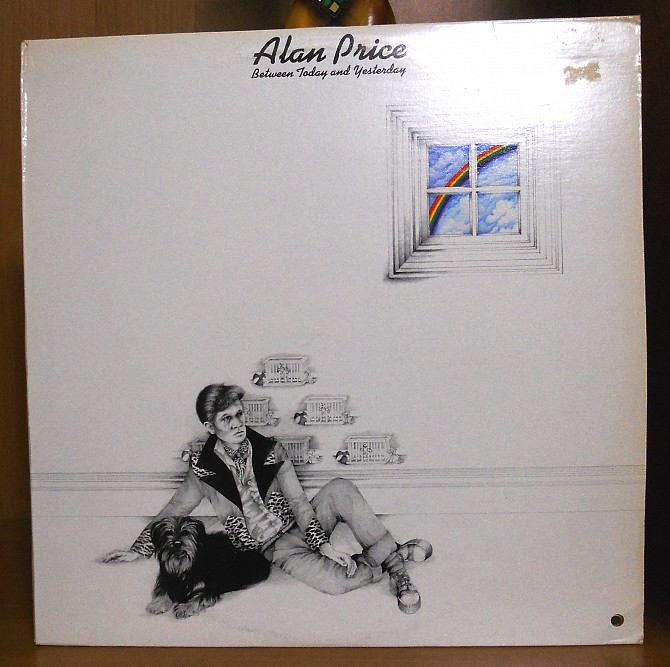 Alan Price
Between Today and Yesterday